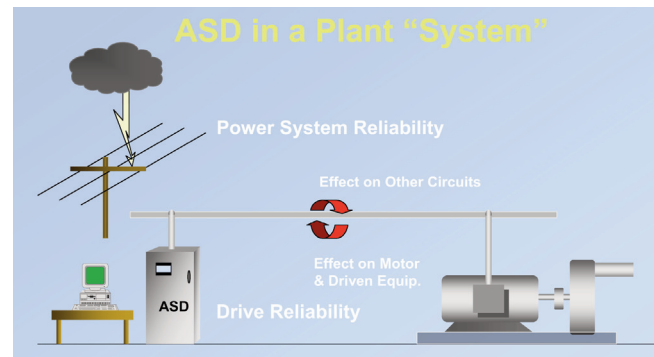 ASD in a Plant “System”
Power System Reliability
Effect on Other Circuits
Effect on Motor
& Driven Equip.
ASD
Drive Reliability